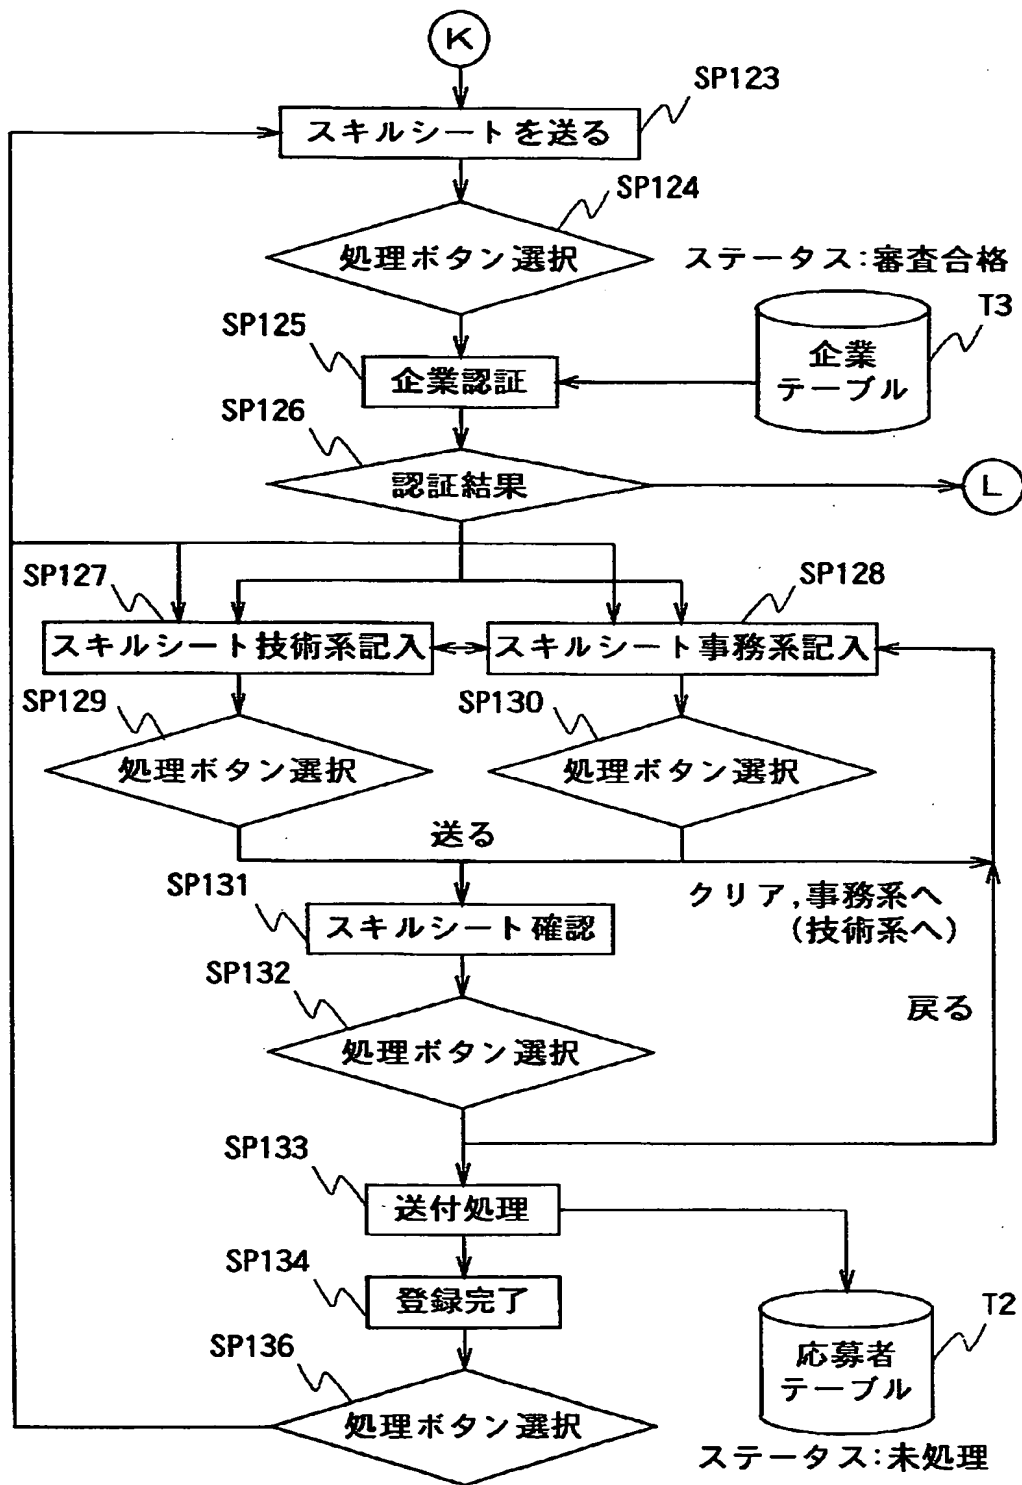 K
SP123
スキルシートを送る
SP124
処理ボタン選択
ステータス:審査合格
T3
SP125
企業認証
企業
テーブル
SP126
認証結果
L
SP127
SP128
スキルシート技術系記入
スキルシート事務系記入
SP129
SP130
処理ボタン選択
処理ボタン選択
送る
SP131
クリア,事務系へ
(技術系へ)
スキルシート確認
SP132
戻る
処理ボタン選択
SP133
送付処理
SP134
登録完了
T2
応募者
テーブル
SP136
処理ボタン選択
ステータス:未処理